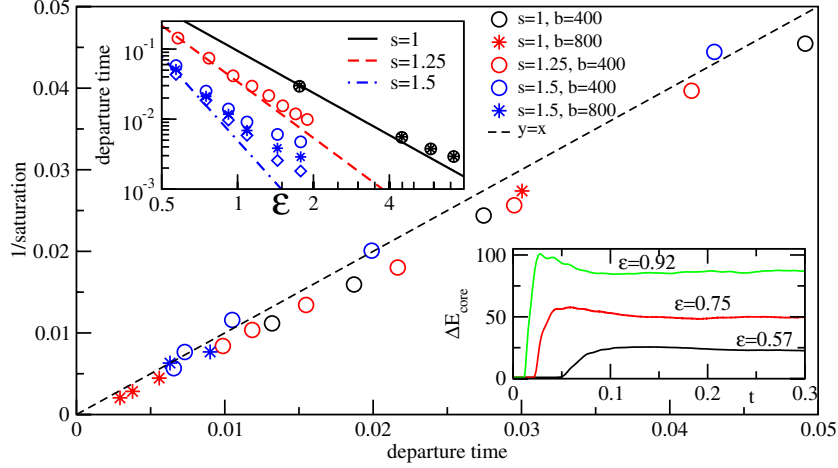 0.05
0.04
0.03
0.02
0.01
0
1/saturation
0
0.01
0.02
0.03
0.04
0.05
departure time
s=1, b=400
s=1, b=800
s=1.25, b=400
s=1.5, b=400
s=1.5, b=800
y=x
10^-1
10^-2
10^-3
departure time
0.5
1
2
4
ε
s=1
s=1.25
s=1.5
100
50
0
ΔE_core
ε=0.92
ε=0.75
ε=0.57
0
0.1
0.2
0.3
t